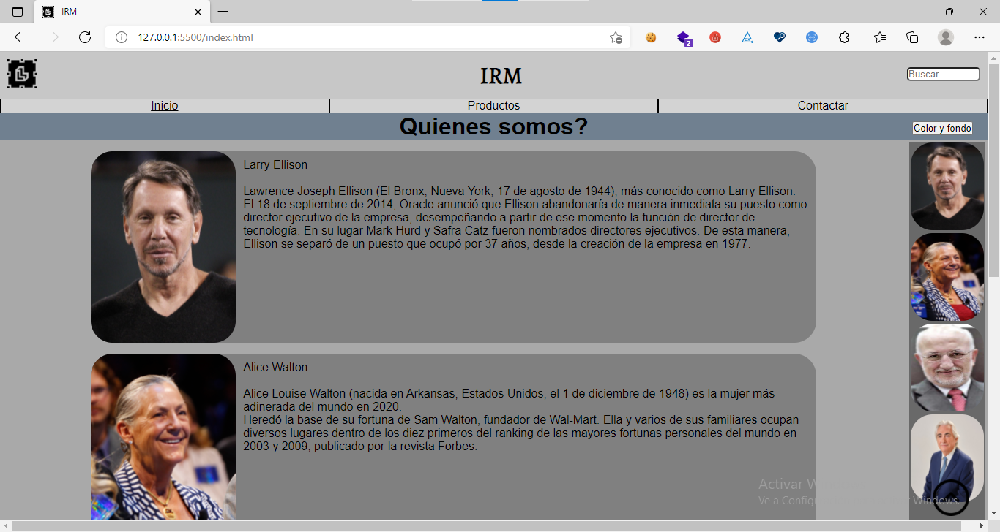 IRM
127.0.0.1:5500/index.html
2
IRM
Buscar
Inicio
Productos
Contactar
Quienes somos?
Color y fondo
Larry Ellison
Lawrence Joseph Ellison (El Bronx, Nueva York; 17 de agosto de 1944), más conocido como Larry Ellison.
El 18 de septiembre de 2014, Oracle anunció que Ellison abandonaría de manera inmediata su puesto como
director ejecutivo de la empresa, desempeñando a partir de ese momento la función de director de
tecnología. En su lugar Mark Hurd y Safra Catz fueron nombrados directores ejecutivos. De esta manera,
Ellison se separó de un puesto que ocupó por 37 años, desde la creación de la empresa en 1977.
Alice Walton
Alice Louise Walton (nacida en Arkansas, Estados Unidos, el 1 de diciembre de 1948) es la mujer más
adinerada del mundo en 2020.
Heredó la base de su fortuna de Sam Walton, fundador de Wal-Mart. Ella y varios de sus familiares ocupan
diversos lugares dentro de los diez primeros del ranking de las mayores fortunas personales del mundo en
2003 y 2009, publicado por la revista Forbes.
Activar W
Ve a Config Windows.